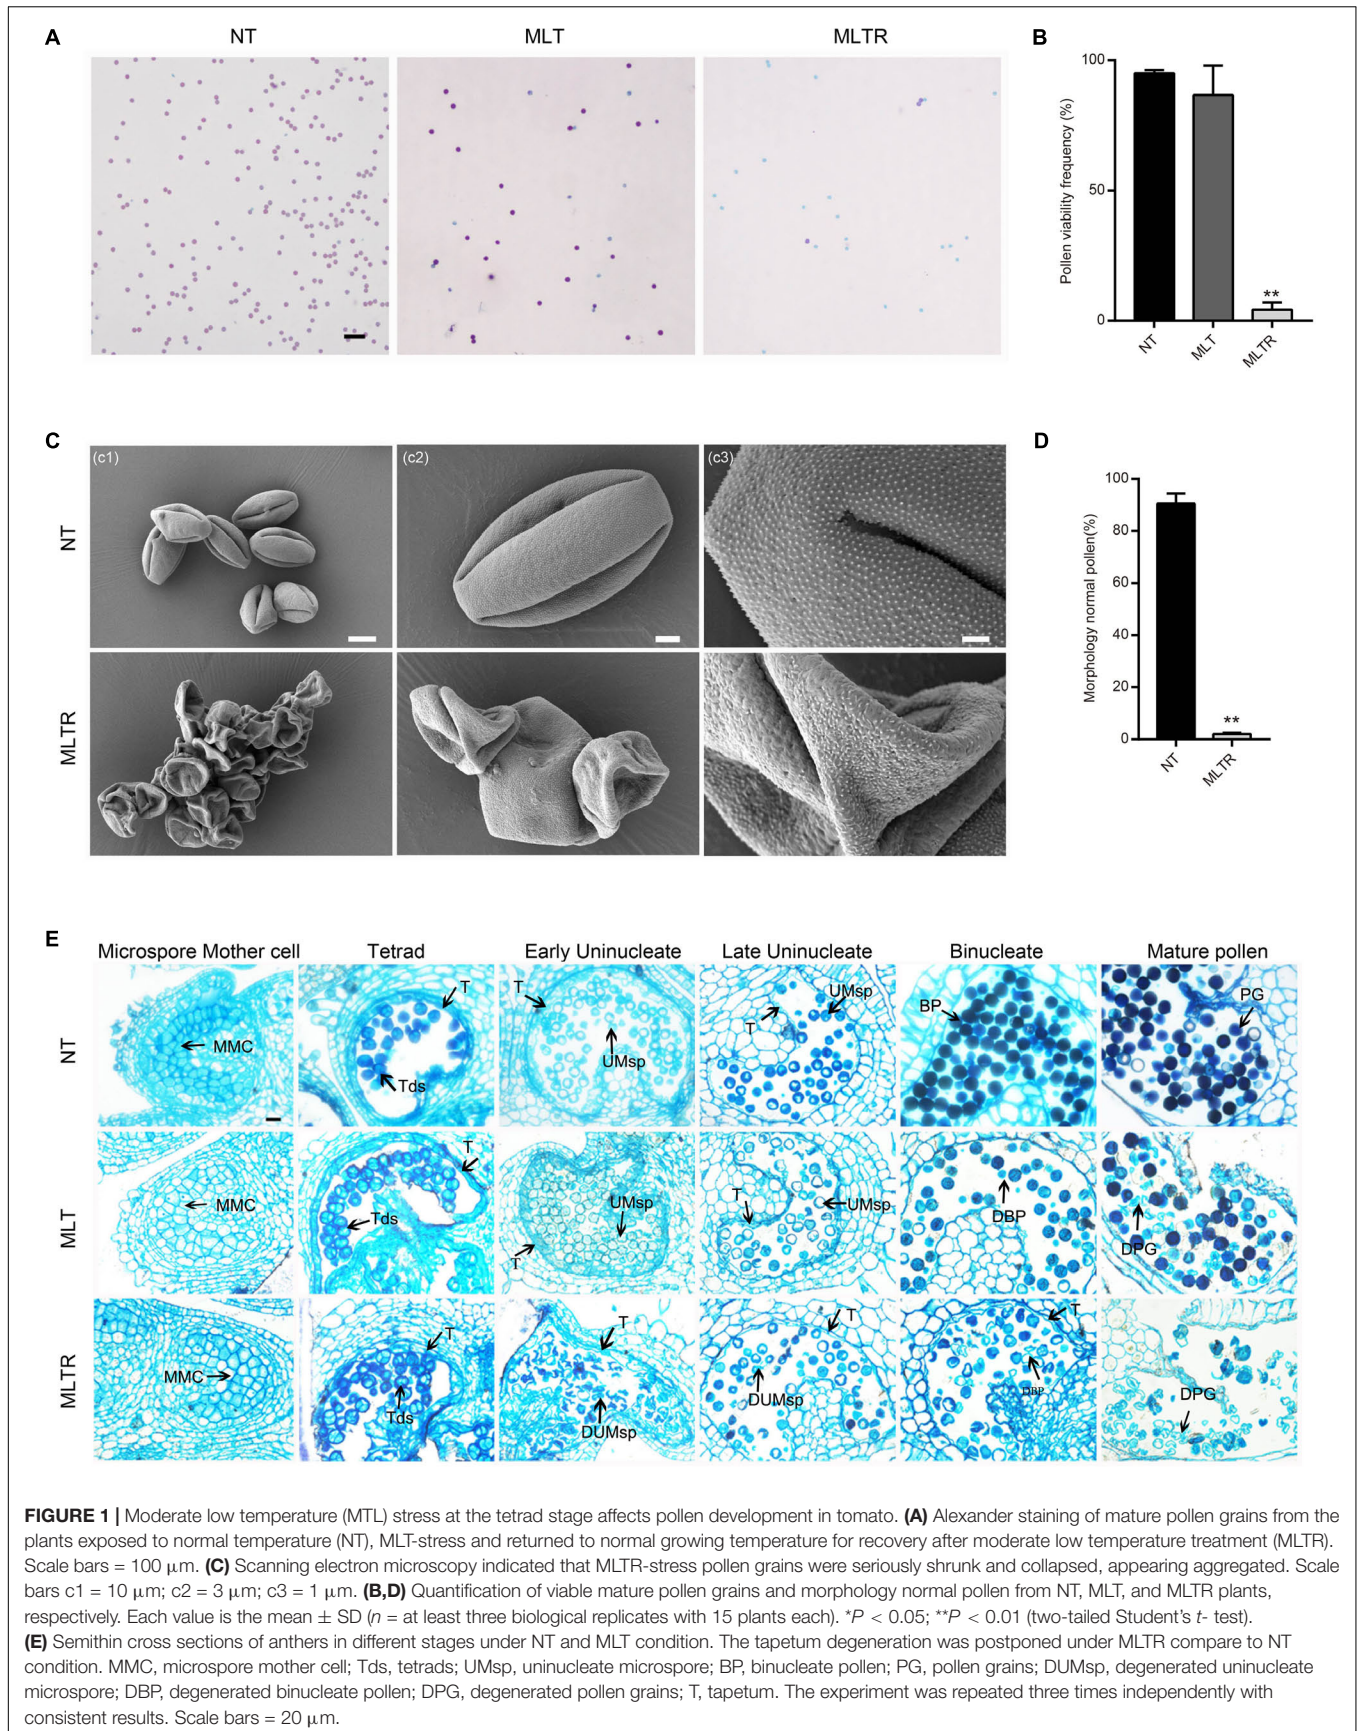 A
NT
MLT
MLTR
B
Pollen viability frequency (%)
100
50
0
**
NT
MLT
MLTR
C
NT
(c1)
(c2)
(c3)
MLTR
D
Morphology normal pollen(%)
100
80
60
40
20
0
**
NT
MLTR
E
Microspore Mother cell
Tetrad
Early Uninucleate
Late Uninucleate
Binucleate
Mature pollen
NT
MMC
T
Tds
T
UMsp
T
UMsp
BP
PG
MLT
MMC
T
Tds
UMsp
T
T
UMsp
DBP
DPG
MLTR
MMC
T
Tds
T
DUMsp
T
DUMsp
T
DBP
DPG
FIGURE 1 | Moderate low temperature (MTL) stress at the tetrad stage affects pollen development in tomato. (A) Alexander staining of mature pollen grains from the
plants exposed to normal temperature (NT), MLT-stress and returned to normal growing temperature for recovery after moderate low temperature treatment (MLTR).
Scale bars = 100 μm. (C) Scanning electron microscopy indicated that MLTR-stress pollen grains were seriously shrunk and collapsed, appearing aggregated. Scale
bars c1 = 10 μm; c2 = 3 μm; c3 = 1 μm. (B,D) Quantification of viable mature pollen grains and morphology normal pollen from NT, MLT, and MLTR plants,
respectively. Each value is the mean ± SD (n = at least three biological replicates with 15 plants each). *P < 0.05; **P < 0.01 (two-tailed Student's t- test).
(E) Semithin cross sections of anthers in different stages under NT and MLT condition. The tapetum degeneration was postponed under MLTR compare to NT
condition. MMC, microspore mother cell; Tds, tetrads; UMsp, uninucleate microspore; BP, binucleate pollen; PG, pollen grains; DUMsp, degenerated uninucleate
microspore; DBP, degenerated binucleate pollen; DPG, degenerated pollen grains; T, tapetum. The experiment was repeated three times independently with
consistent results. Scale bars = 20 μm.